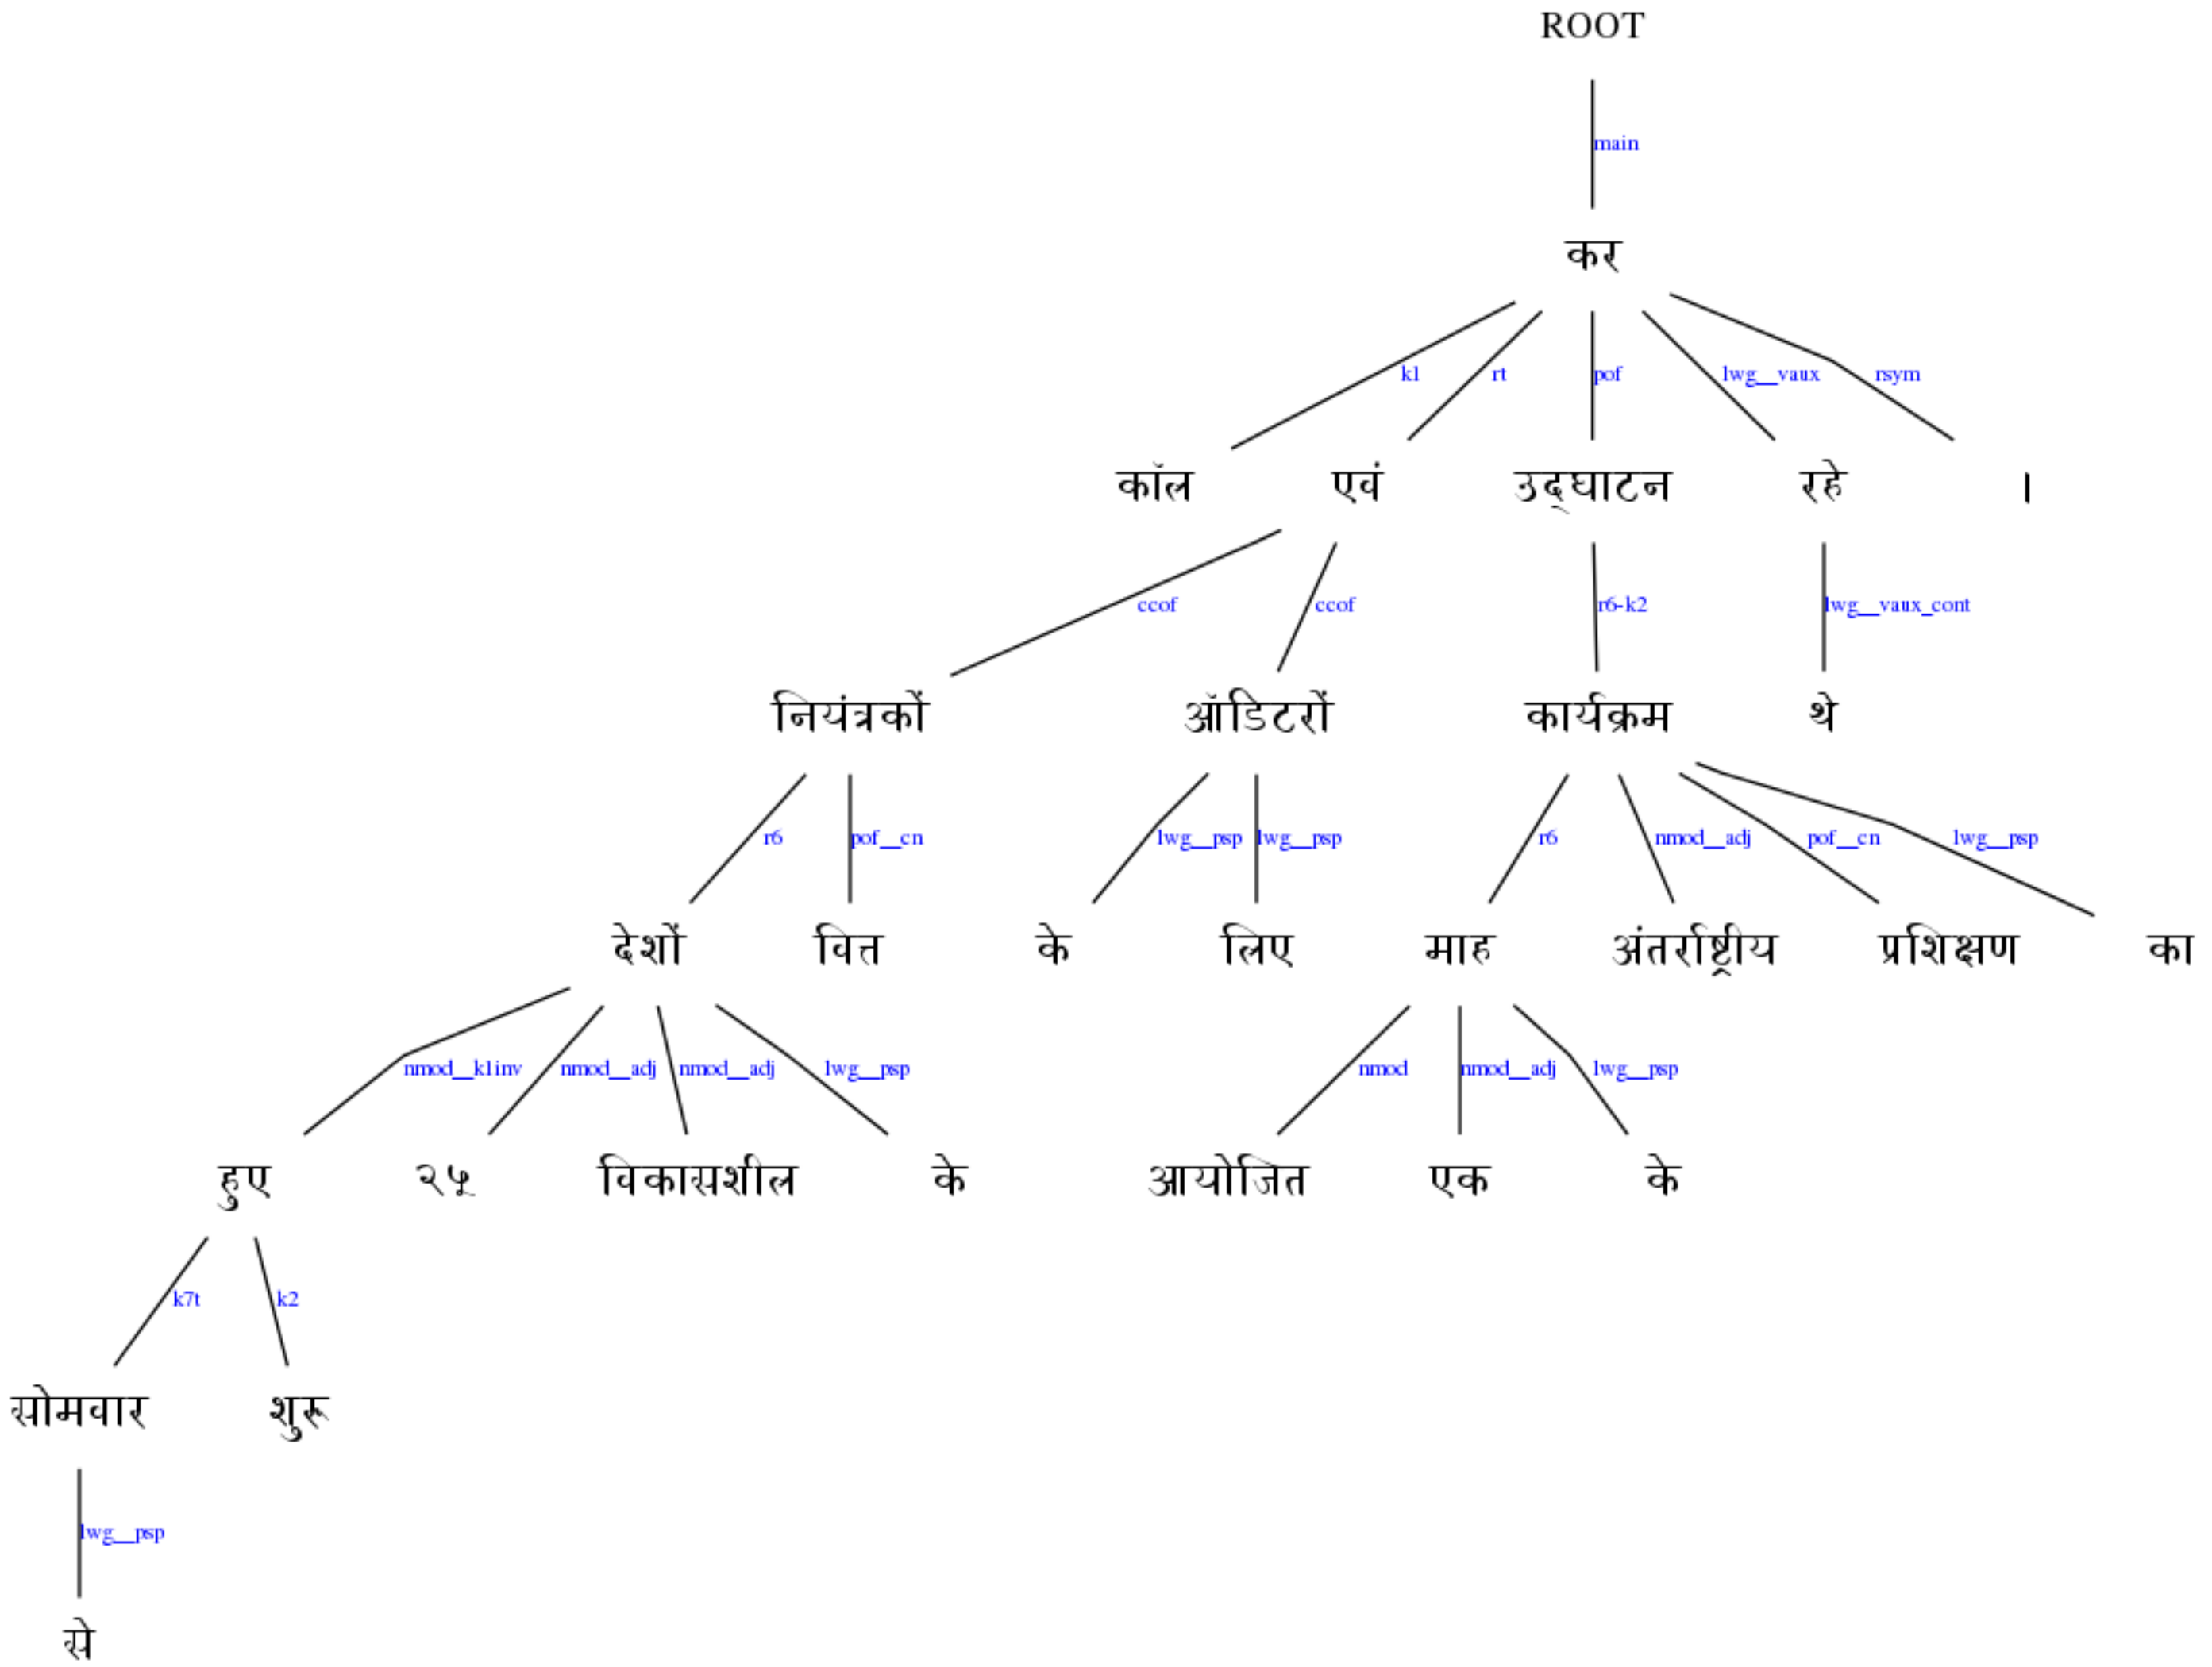 ROOT
main
कर
k1 rt pof lwg__vaux rsym
कॉल एवं उद्घाटन रहे ।
ccof ccof r6-k2 lwg__vaux_cont
नियंत्रकों ऑडिटरों कार्यक्रम थे
r6 pof__cn lwg__psp lwg__psp r6 nmod__adj pof__cn lwg__psp
देशों वित्त के लिए माह अंतर्राष्ट्रीय प्रशिक्षण का
nmod__k1inv nmod__adj nmod__adj lwg__psp nmod nmod__adj lwg__psp
हुए २५ विकासशील के आयोजित एक के
k7t k2
सोमवार शुरू
lwg__psp
से